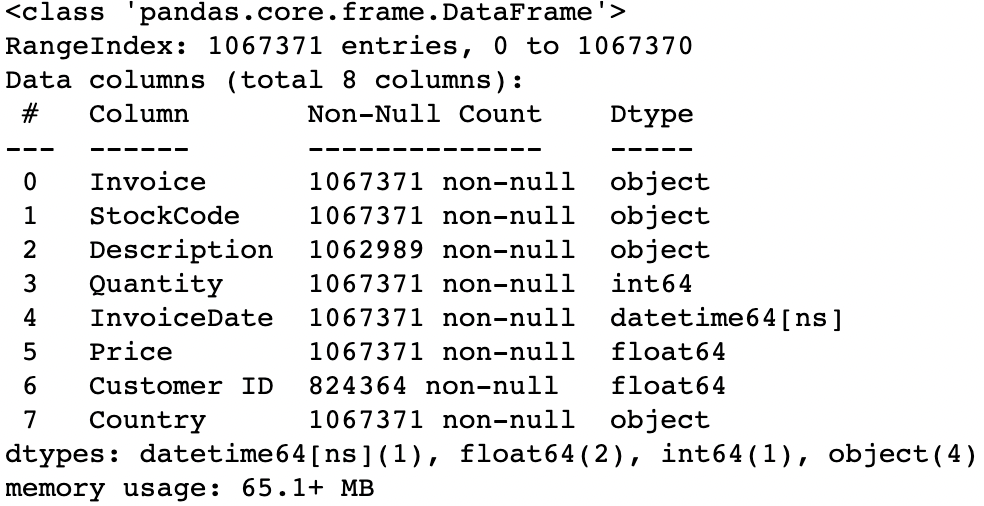 <class 'pandas.core.frame.DataFrame'>
RangeIndex: 1067371 entries, 0 to 1067370
Data columns (total 8 columns):
 #   Column       Non-Null Count    Dtype
---  ------       --------------    -----
 0   Invoice      1067371 non-null  object
 1   StockCode    1067371 non-null  object
 2   Description  1062989 non-null  object
 3   Quantity     1067371 non-null  int64
 4   InvoiceDate  1067371 non-null  datetime64[ns]
 5   Price        1067371 non-null  float64
 6   Customer ID  824364 non-null   float64
 7   Country      1067371 non-null  object
dtypes: datetime64[ns](1), float64(2), int64(1), object(4)
memory usage: 65.1+ MB